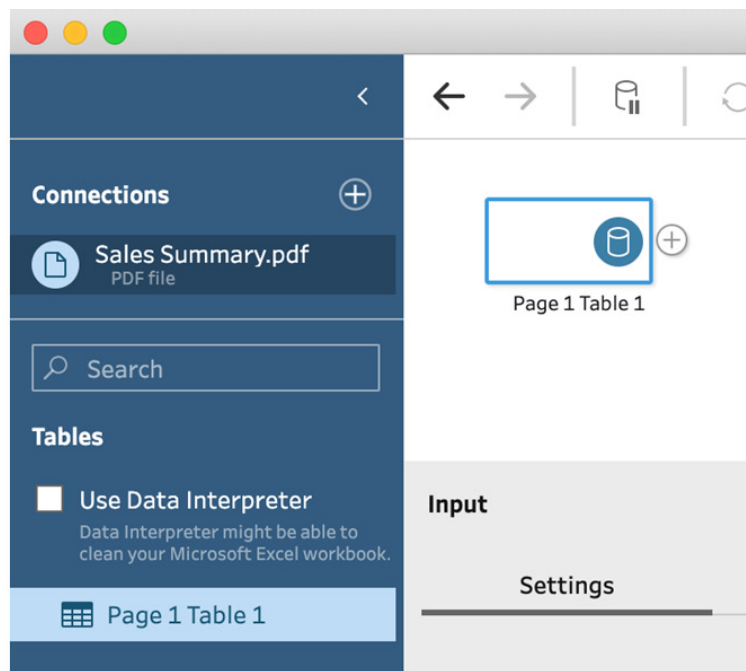 Connections
Sales Summary.pdf
PDF file
Search
Tables
Use Data Interpreter
Data Interpreter might be able to
clean your Microsoft Excel workbook.
Page 1 Table 1
Page 1 Table 1
Input
Settings